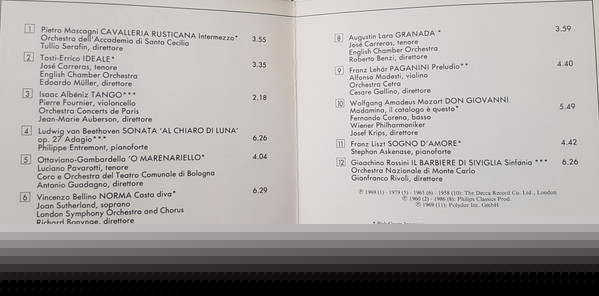 1 Pietro Mascagni CAVALLERIA RUSTICANA Intermezzo* 3.55
Orchestra dell'Accademia di Santa Cecilia
Tullio Serafin, direttore
2 Tosti-Errico IDEALE* 3.35
José Carreras, tenore
English Chamber Orchestra
Edoardo Müller, direttore
3 Isaac Albéniz TANGO*** 2.18
Pierre Fournier, violoncello
Orchestra Concerts de Paris
Jean-Marie Auberson, direttore
4 Ludwig van Beethoven SONATA 'AL CHIARO DI LUNA'
op. 27 Adagio*** 6.26
Philippe Entremont, pianoforte
5 Ottaviano-Gambardella 'O MARENARIELLO* 4.04
Luciano Pavarotti, tenore
Coro e Orchestra del Teatro Comunale di Bologna
Antonio Guadagno, direttore
6 Vincenzo Bellino NORMA Casta diva* 6.29
Joan Sutherland, soprano
London Symphony Orchestra and Chorus
Richard Bonynge, direttore
8 Augustin Lara GRANADA * 3.59
José Carreras, tenore
English Chamber Orchestra
Roberto Benzi, direttore
9 Franz Lehár PAGANINI Preludio** 4.40
Alfonso Modesti, violino
Orchestra Cetra
Cesare Gallino, direttore
10 Wolfgang Amadeus Mozart DON GIOVANNI
Madamina, il catalogo è questo* 5.49
Fernando Corena, basso
Wiener Philharmoniker
Josef Krips, direttore
11 Franz Liszt SOGNO D'AMORE* 4.42
Stephan Askenase, pianoforte
12 Gioachino Rossini IL BARBIERE DI SIVIGLIA Sinfonia *** 6.26
Orchestra Nazionale di Monte Carlo
Gianfranco Rivoli, direttore
℗ 1969 (1) - 1979 (5) - 1965 (6) - 1958 (10): The Decca Record Co. Ltd., London
℗ 1960 (2) - 1986 (8): Philips Classics Prod.
℗ 1969 (11): Polydor Int. GmbH